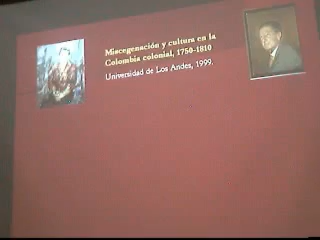 Miscegenación y cultura en la
Colombia colonial, 1750-1810
Universidad de Los Andes, 1999.